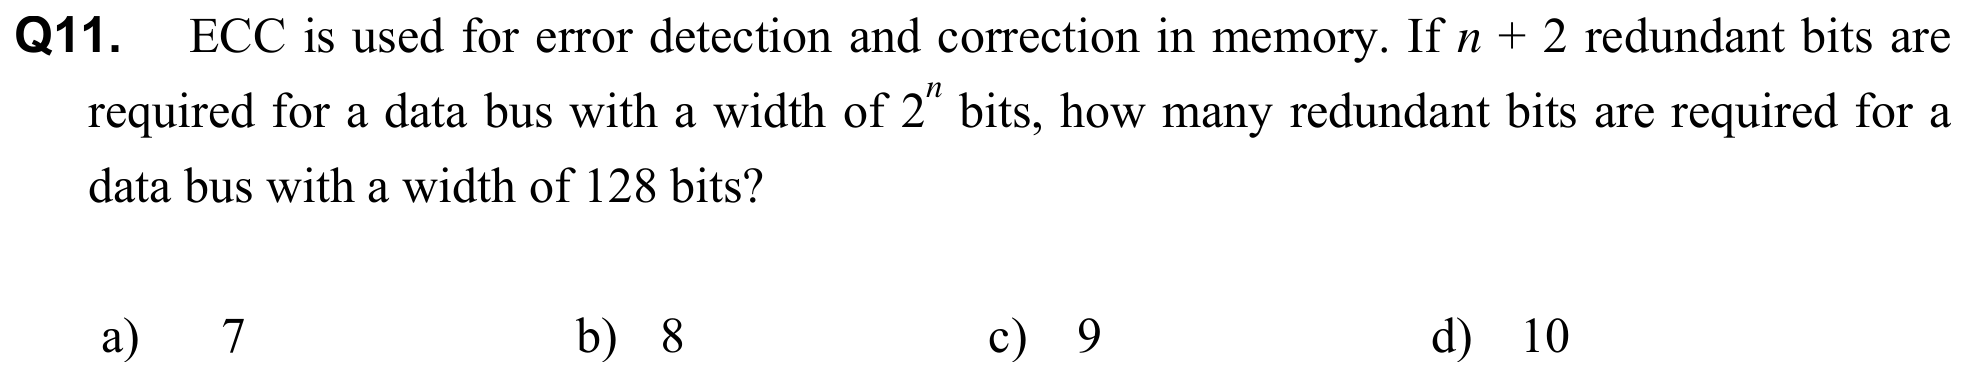 Q11. ECC is used for error detection and correction in memory. If n + 2 redundant bits are
required for a data bus with a width of 2ⁿ bits, how many redundant bits are required for a
data bus with a width of 128 bits?
a) 7 b) 8 c) 9 d) 10